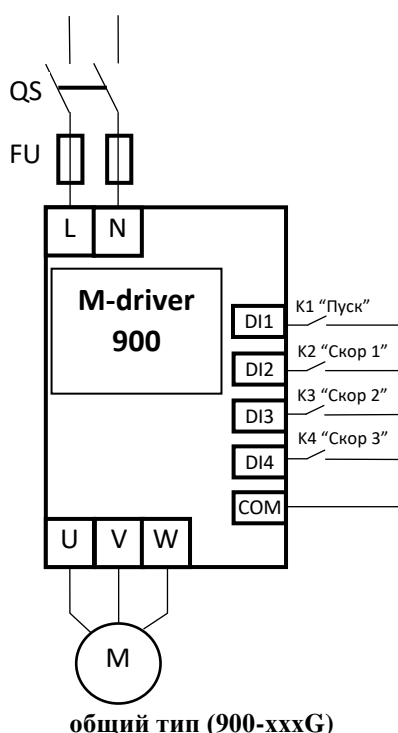 QS
FU
L N
M-driver
900
DI1 K1 “Пуск”
DI2 K2 “Скор 1”
DI3 K3 “Скор 2”
DI4 K4 “Скор 3”
COM
U V W
M
общий тип (900-xxxG)